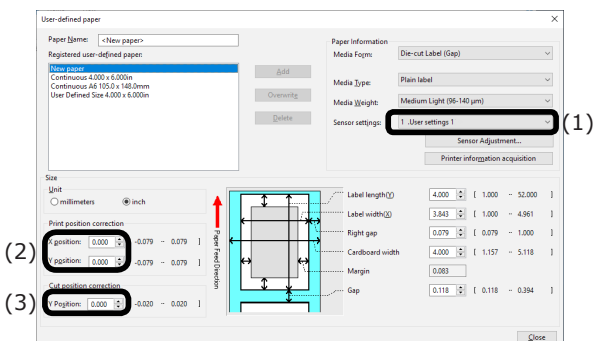 User-defined paper
Paper Name: <New paper>
Registered user-defined paper:
New paper
Continuous 4.000 x 6.000in
Continuous A6 105.0 x 148.0mm
User Defined Size 4.000 x 6.000in
Add
Overwrite
Delete
Paper Information
Media Form: Die-cut Label (Gap)
Media Type: Plain label
Media Weight: Medium Light (96-140 µm)
Sensor settings: 1 .User settings 1
(1)
Sensor Adjustment...
Printer information acquisition
Size
Unit
millimeters inch
Print position correction
(2)
X position: 0.000 -0.079 -- 0.079 ]
Y position: 0.000 -0.079 -- 0.079 ]
Cut position correction
(3)
Y Position: 0.000 -0.020 -- 0.020 ]
Paper Feed Direction
Label length(Y) 4.000 [ 1.000 -- 52.000 ]
Label width(X) 3.843 [ 1.000 -- 4.961 ]
Right gap 0.079 [ 0.079 -- 1.000 ]
Cardboard width 4.000 [ 1.157 -- 5.118 ]
Margin 0.083
Gap 0.118 [ 0.118 -- 0.394 ]
Close